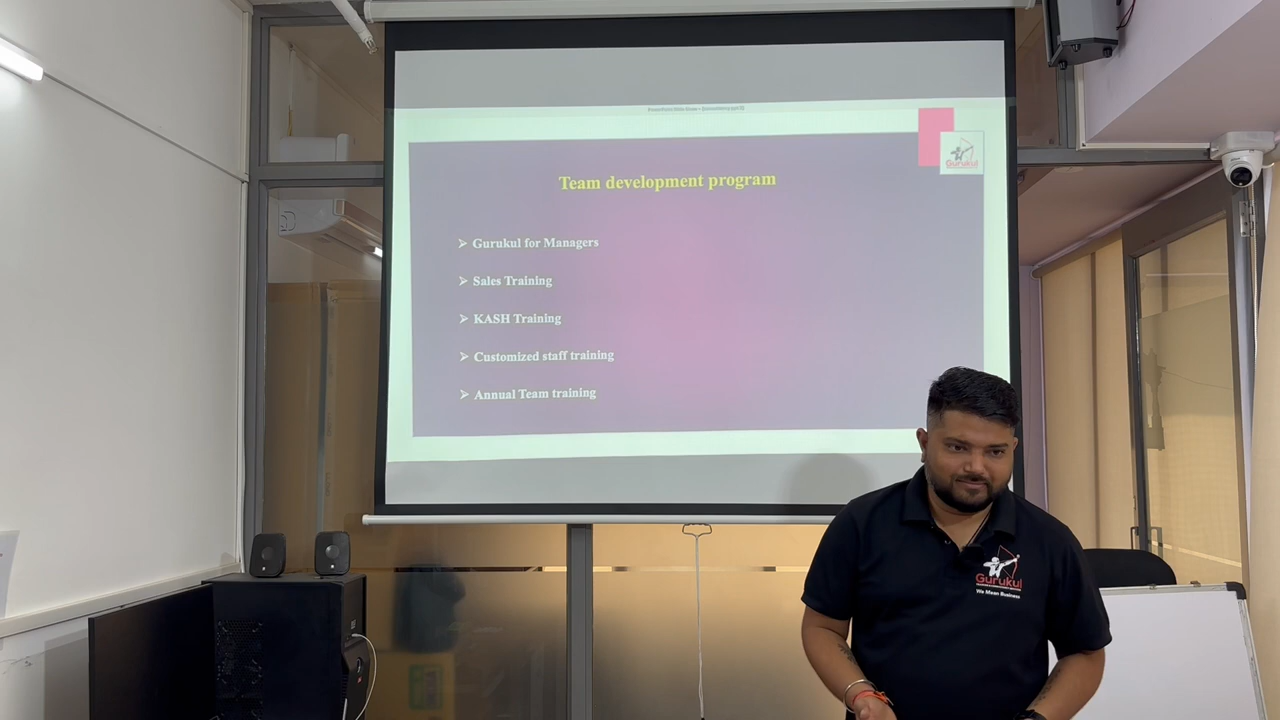 Team development program
Gurukul
➢ Gurukul for Managers
➢ Sales Training
➢ KASH Training
➢ Customized staff training
➢ Annual Team training
Gurukul
We Mean Business